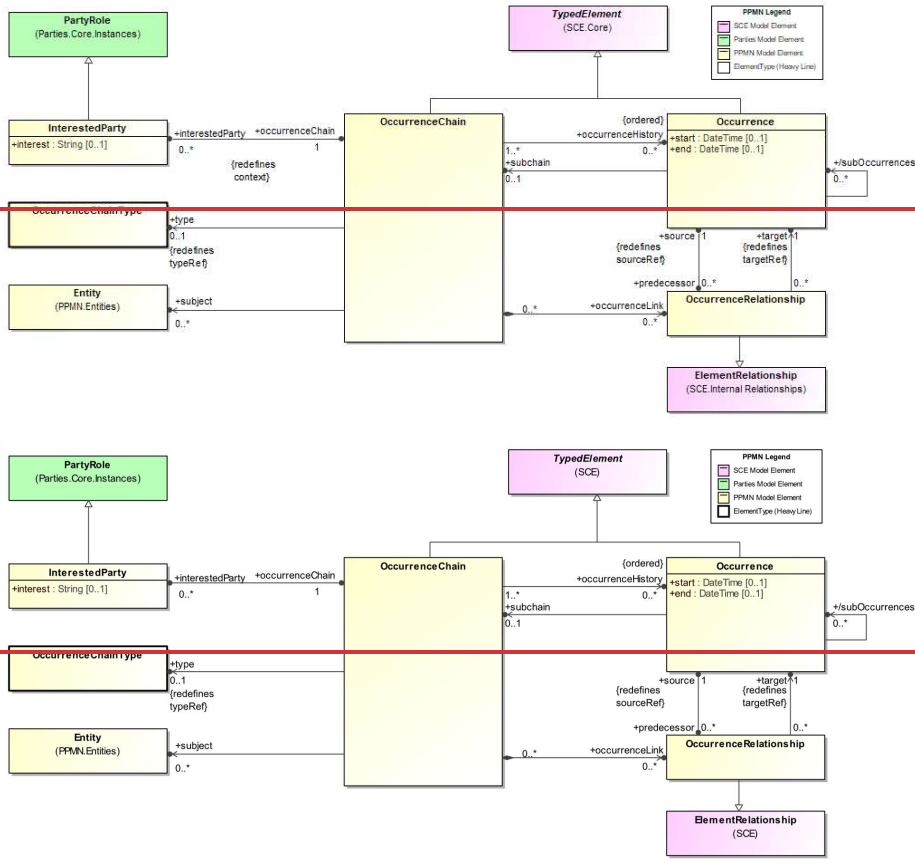 PartyRole
(Parties.Core.Instances)
TypedElement
(SCE.Core)
PPMN Legend
SCE Model Element
Parties Model Element
PPMN Model Element
ElementType (Heavy Line)
InterestedParty
+interest : String [0..1]
+interestedParty
0..*
+occurrenceChain
1
{redefines
context}
OccurrenceChain
{ordered}
+occurrenceHistory
1..*
0..*
+subchain
0..1
Occurrence
+start : DateTime [0..1]
+end : DateTime [0..1]
+/subOccurrences
0..*
OccurrenceChainType
+type
0..1
{redefines
typeRef}
+source
1
{redefines
sourceRef}
+target
1
{redefines
targetRef}
Entity
(PPMN.Entities)
+subject
0..*
+predecessor
0..*
0..*
0..*
+occurrenceLink
0..*
OccurrenceRelationship
ElementRelationship
(SCE.Internal Relationships)
PartyRole
(Parties.Core.Instances)
TypedElement
(SCE)
PPMN Legend
SCE Model Element
Parties Model Element
PPMN Model Element
ElementType (Heavy Line)
InterestedParty
+interest : String [0..1]
+interestedParty
0..*
+occurrenceChain
1
OccurrenceChain
{ordered}
+occurrenceHistory
1..*
0..*
+subchain
0..1
Occurrence
+start : DateTime [0..1]
+end : DateTime [0..1]
+/subOccurrences
0..*
OccurrenceChainType
+type
0..1
{redefines
typeRef}
+source
1
{redefines
sourceRef}
+target
1
{redefines
targetRef}
Entity
(PPMN.Entities)
+subject
0..*
+predecessor
0..*
0..*
0..*
+occurrenceLink
0..*
OccurrenceRelationship
ElementRelationship
(SCE)